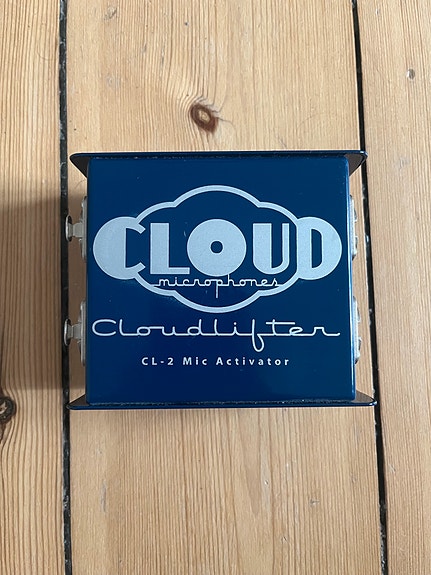 CLOUD
microphones
Cloudlifter
CL-2 Mic Activator